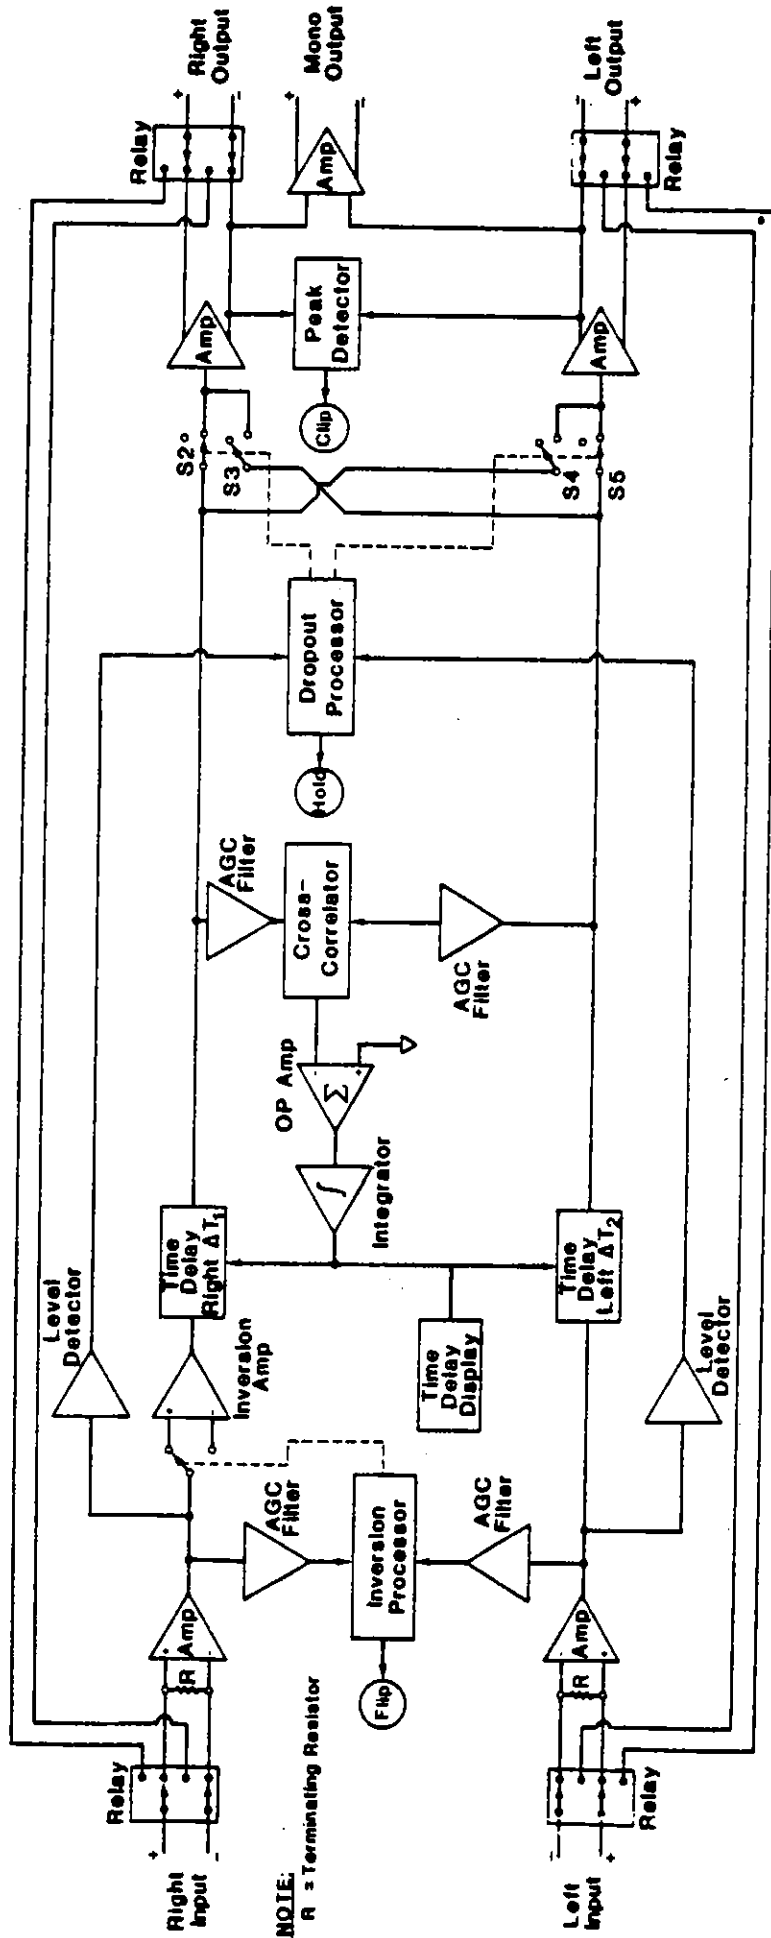 Right
Input
+
-
Relay
R
Amp
NOTE:
R = Terminating Resistor
Left
Input
-
+
Relay
R
Amp
AGC
Filter
Inversion
Processor
Flip
AGC
Filter
Level
Detector
Inversion
Amp
Time
Delay
Right ΔT₁
Time
Delay
Display
Time
Delay
Left ΔT₂
Level
Detector
Integrator
∫
OP Amp
Σ
-
+
AGC
Filter
Cross-
Correlator
AGC
Filter
Dropout
Processor
Hold
S2
S3
S4
S5
Amp
Peak
Detector
Clip
Amp
Relay
Right
Output
+
-
Amp
Mono
Output
+
-
Relay
Left
Output
-
+